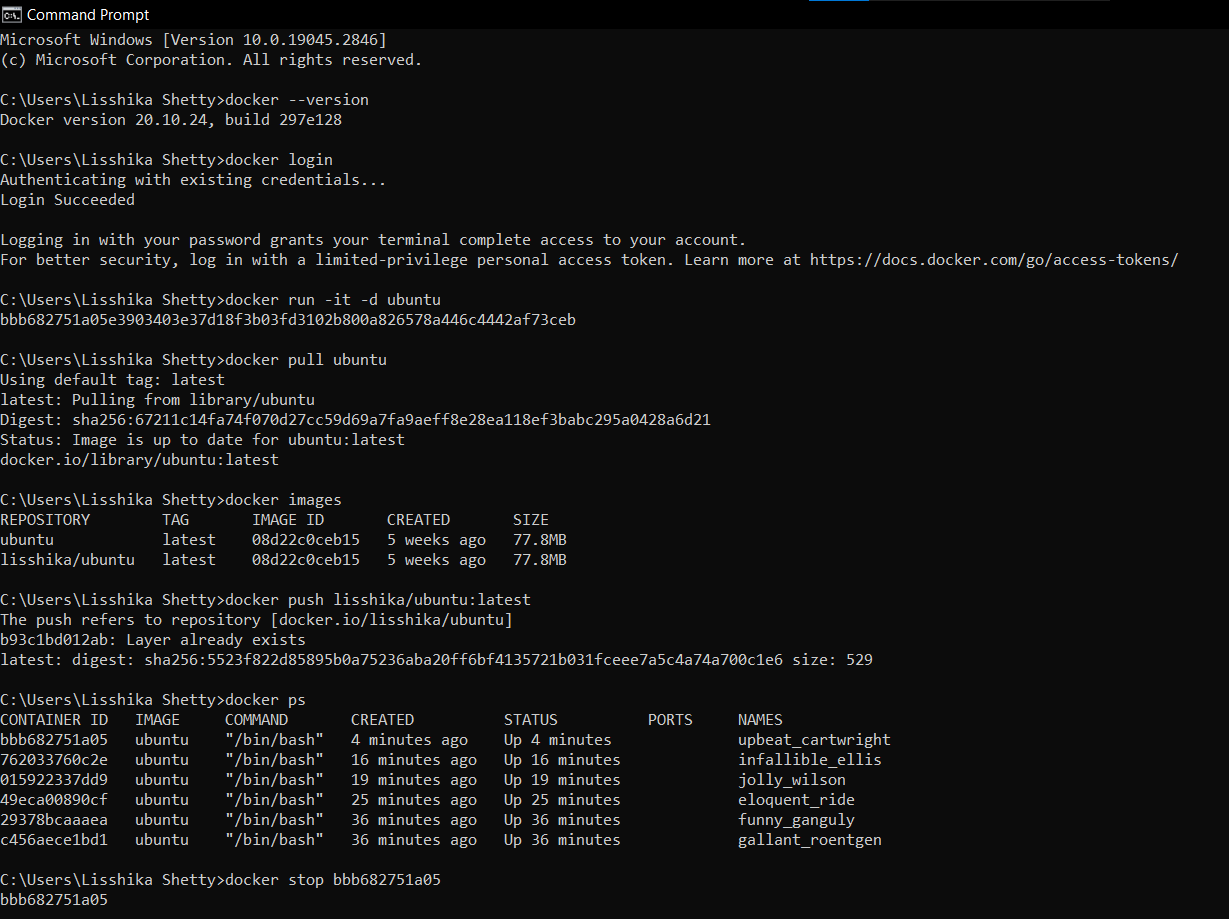 Command Prompt
Microsoft Windows [Version 10.0.19045.2846]
(c) Microsoft Corporation. All rights reserved.
C:\Users\Lisshika Shetty>docker --version
Docker version 20.10.24, build 297e128
C:\Users\Lisshika Shetty>docker login
Authenticating with existing credentials...
Login Succeeded
Logging in with your password grants your terminal complete access to your account.
For better security, log in with a limited-privilege personal access token. Learn more at https://docs.docker.com/go/access-tokens/
C:\Users\Lisshika Shetty>docker run -it -d ubuntu
bbb682751a05e3903403e37d18f3b03fd3102b800a826578a446c4442af73ceb
C:\Users\Lisshika Shetty>docker pull ubuntu
Using default tag: latest
latest: Pulling from library/ubuntu
Digest: sha256:67211c14fa74f070d27cc59d69a7fa9aeff8e28ea118ef3babc295a0428a6d21
Status: Image is up to date for ubuntu:latest
docker.io/library/ubuntu:latest
C:\Users\Lisshika Shetty>docker images
REPOSITORY TAG IMAGE ID CREATED SIZE
ubuntu latest 08d22c0ceb15 5 weeks ago 77.8MB
lisshika/ubuntu latest 08d22c0ceb15 5 weeks ago 77.8MB
C:\Users\Lisshika Shetty>docker push lisshika/ubuntu:latest
The push refers to repository [docker.io/lisshika/ubuntu]
b93c1bd012ab: Layer already exists
latest: digest: sha256:5523f822d85895b0a75236aba20ff6bf4135721b031fceee7a5c4a74a700c1e6 size: 529
C:\Users\Lisshika Shetty>docker ps
CONTAINER ID IMAGE COMMAND CREATED STATUS PORTS NAMES
bbb682751a05 ubuntu "/bin/bash" 4 minutes ago Up 4 minutes upbeat_cartwright
762033760c2e ubuntu "/bin/bash" 16 minutes ago Up 16 minutes infallible_ellis
015922337dd9 ubuntu "/bin/bash" 19 minutes ago Up 19 minutes jolly_wilson
49eca00890cf ubuntu "/bin/bash" 25 minutes ago Up 25 minutes eloquent_ride
29378bcaaaea ubuntu "/bin/bash" 36 minutes ago Up 36 minutes funny_ganguly
c456aece1bd1 ubuntu "/bin/bash" 36 minutes ago Up 36 minutes gallant_roentgen
C:\Users\Lisshika Shetty>docker stop bbb682751a05
bbb682751a05